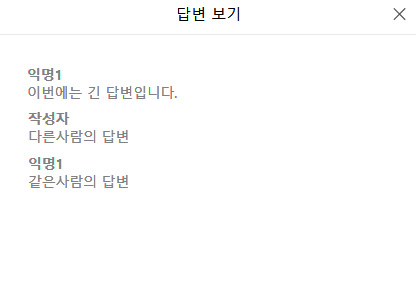 답변 보기
익명1
이번에는 긴 답변입니다.
작성자
다른사람의 답변
익명1
같은사람의 답변